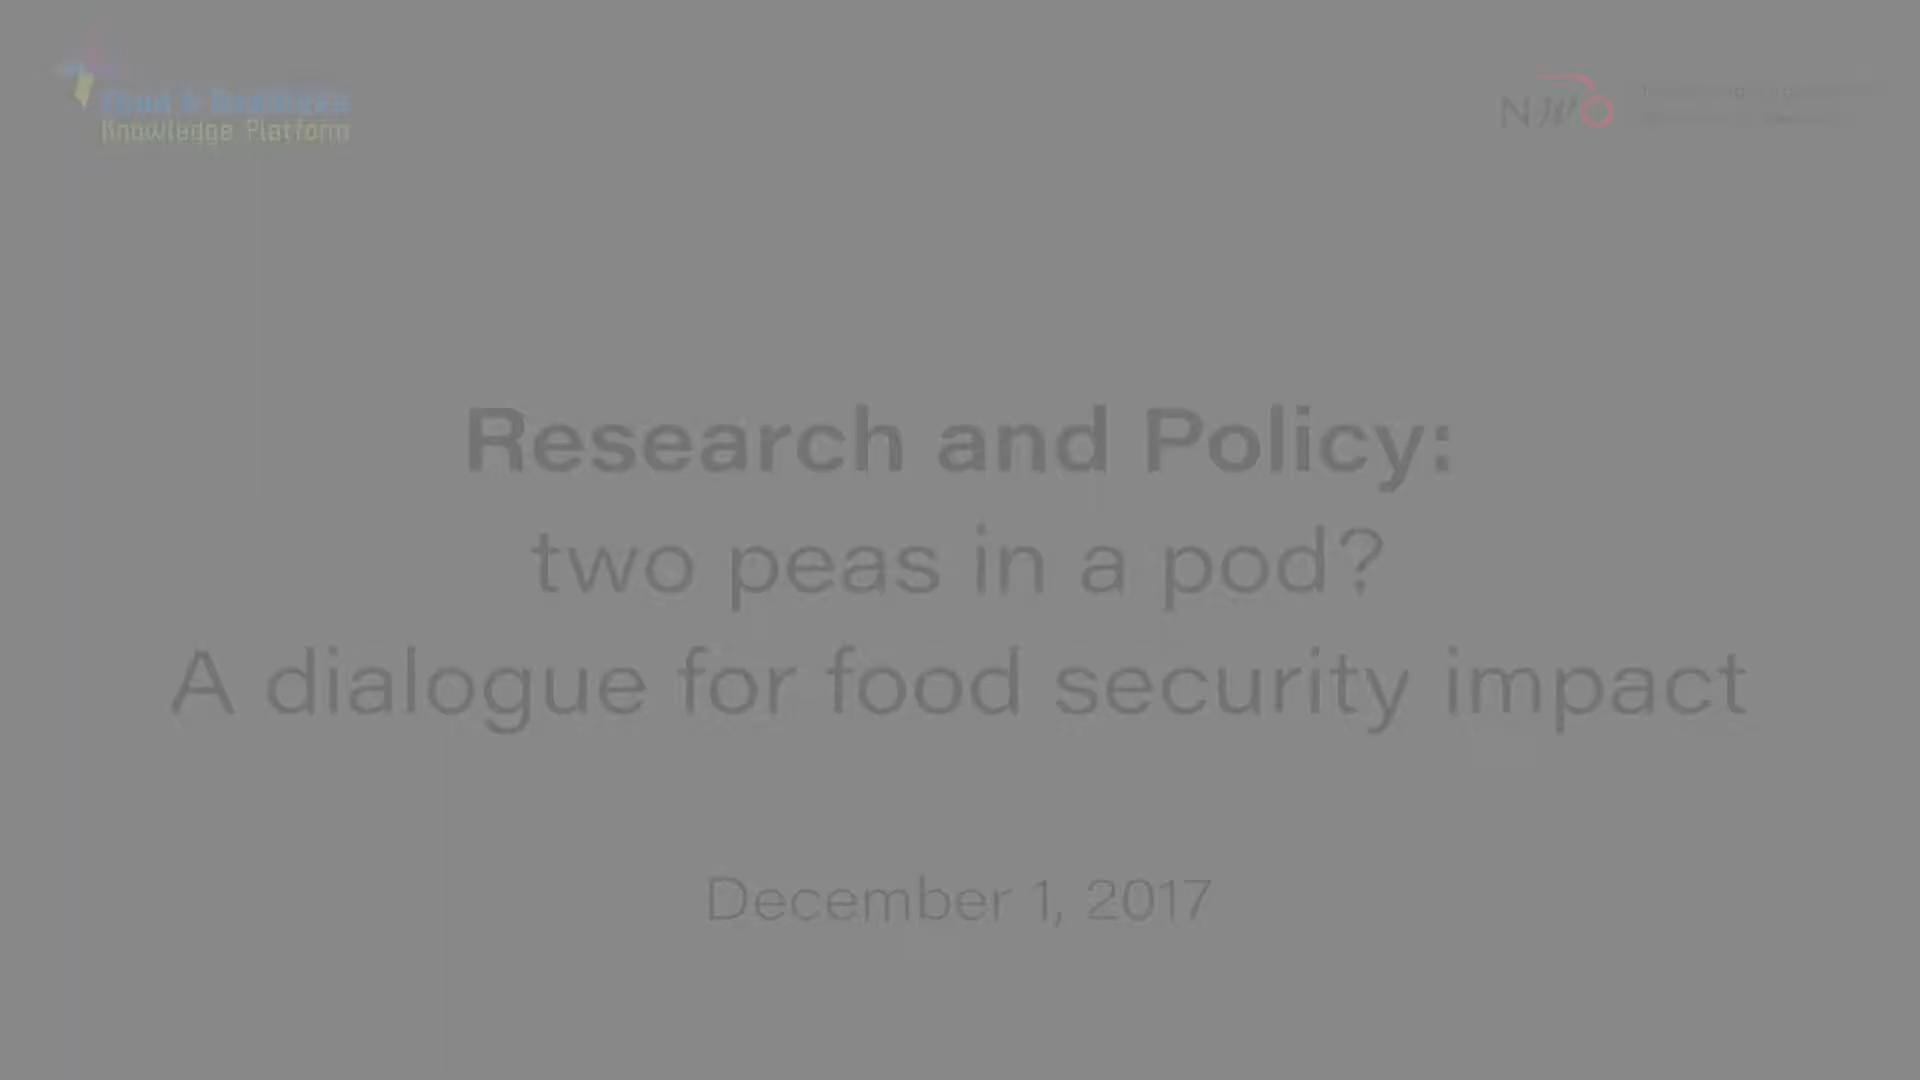 Food & Business
Knowledge Platform
NWO
Research and Policy:
two peas in a pod?
A dialogue for food security impact
December 1, 2017